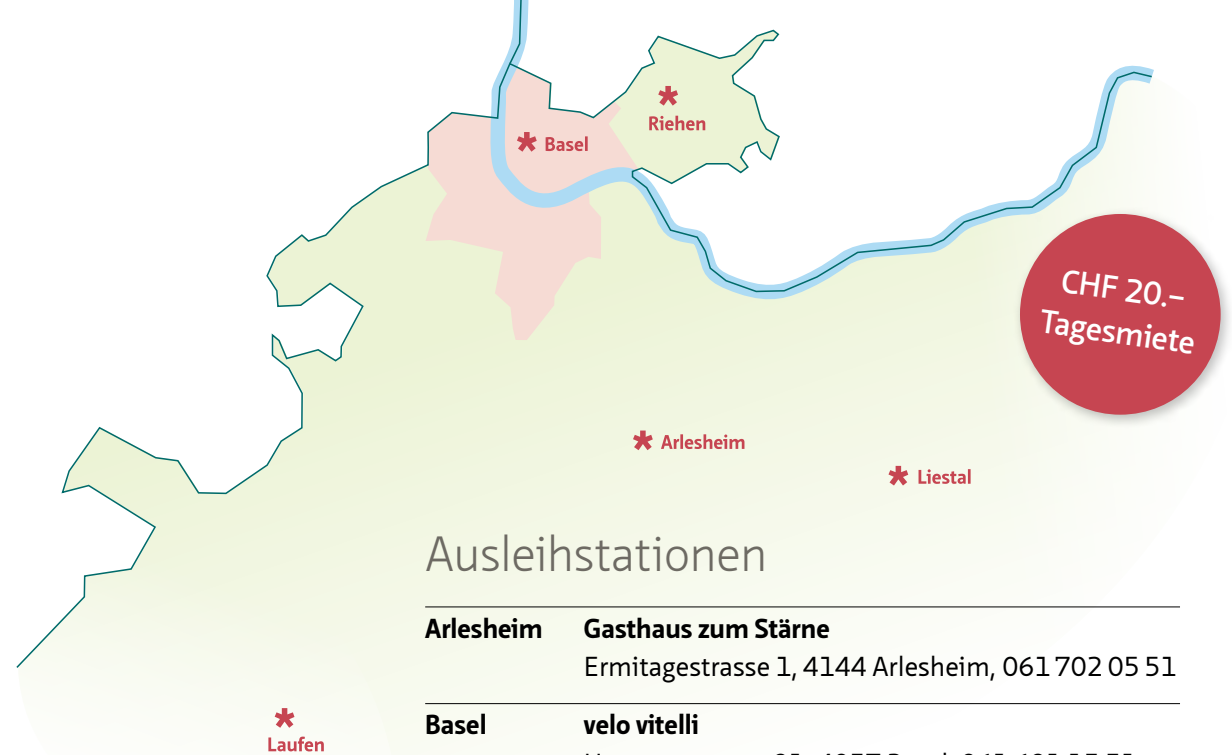 Riehen
Basel
CHF 20.–
Tagesmiete
Arlesheim
Liestal
Ausleihstationen
Arlesheim Gasthaus zum Stärne
Ermitagestrasse 1, 4144 Arlesheim, 061 702 05 51
Basel velo vitelli
Laufen